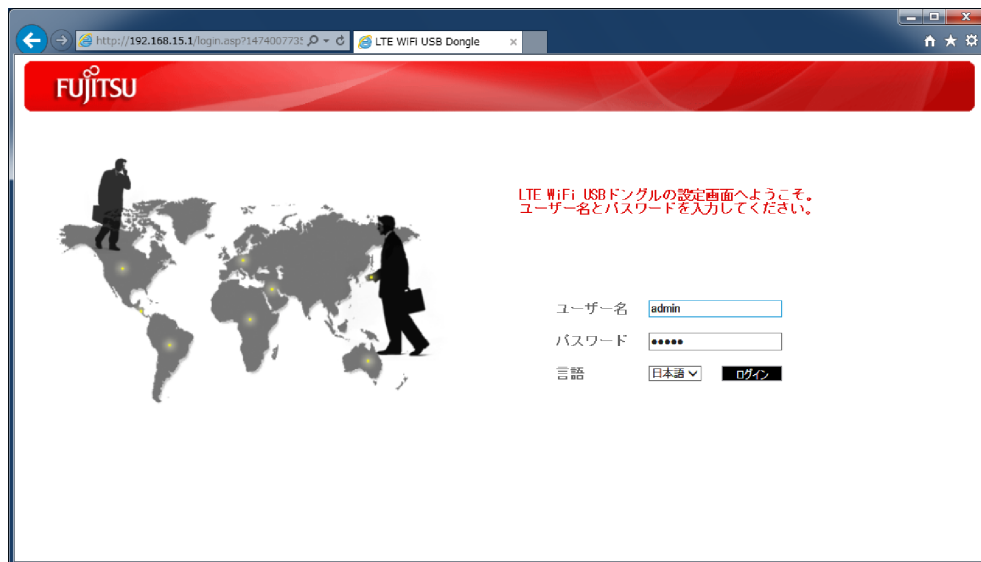 http://192.168.15.1/login.asp?147400773
LTE WIFI USB Dongle
FUJITSU
LTE WiFi USBドングルの設定画面へようこそ。
ユーザー名とパスワードを入力してください。
ユーザー名 admin
パスワード •••••
言語 日本語 ログイン